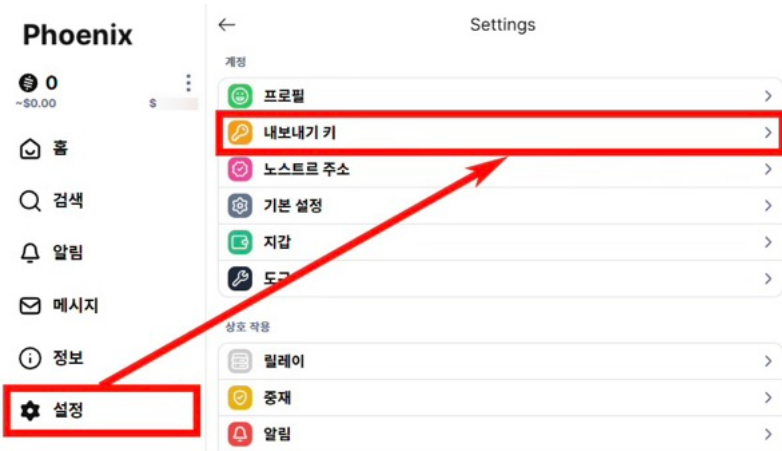 Phoenix
0
~$0.00 $
홈
검색
알림
메시지
정보
설정
Settings
계정
프로필
내보내기 키
노스트르 주소
기본 설정
지갑
도구
상호 작용
릴레이
중재
알림